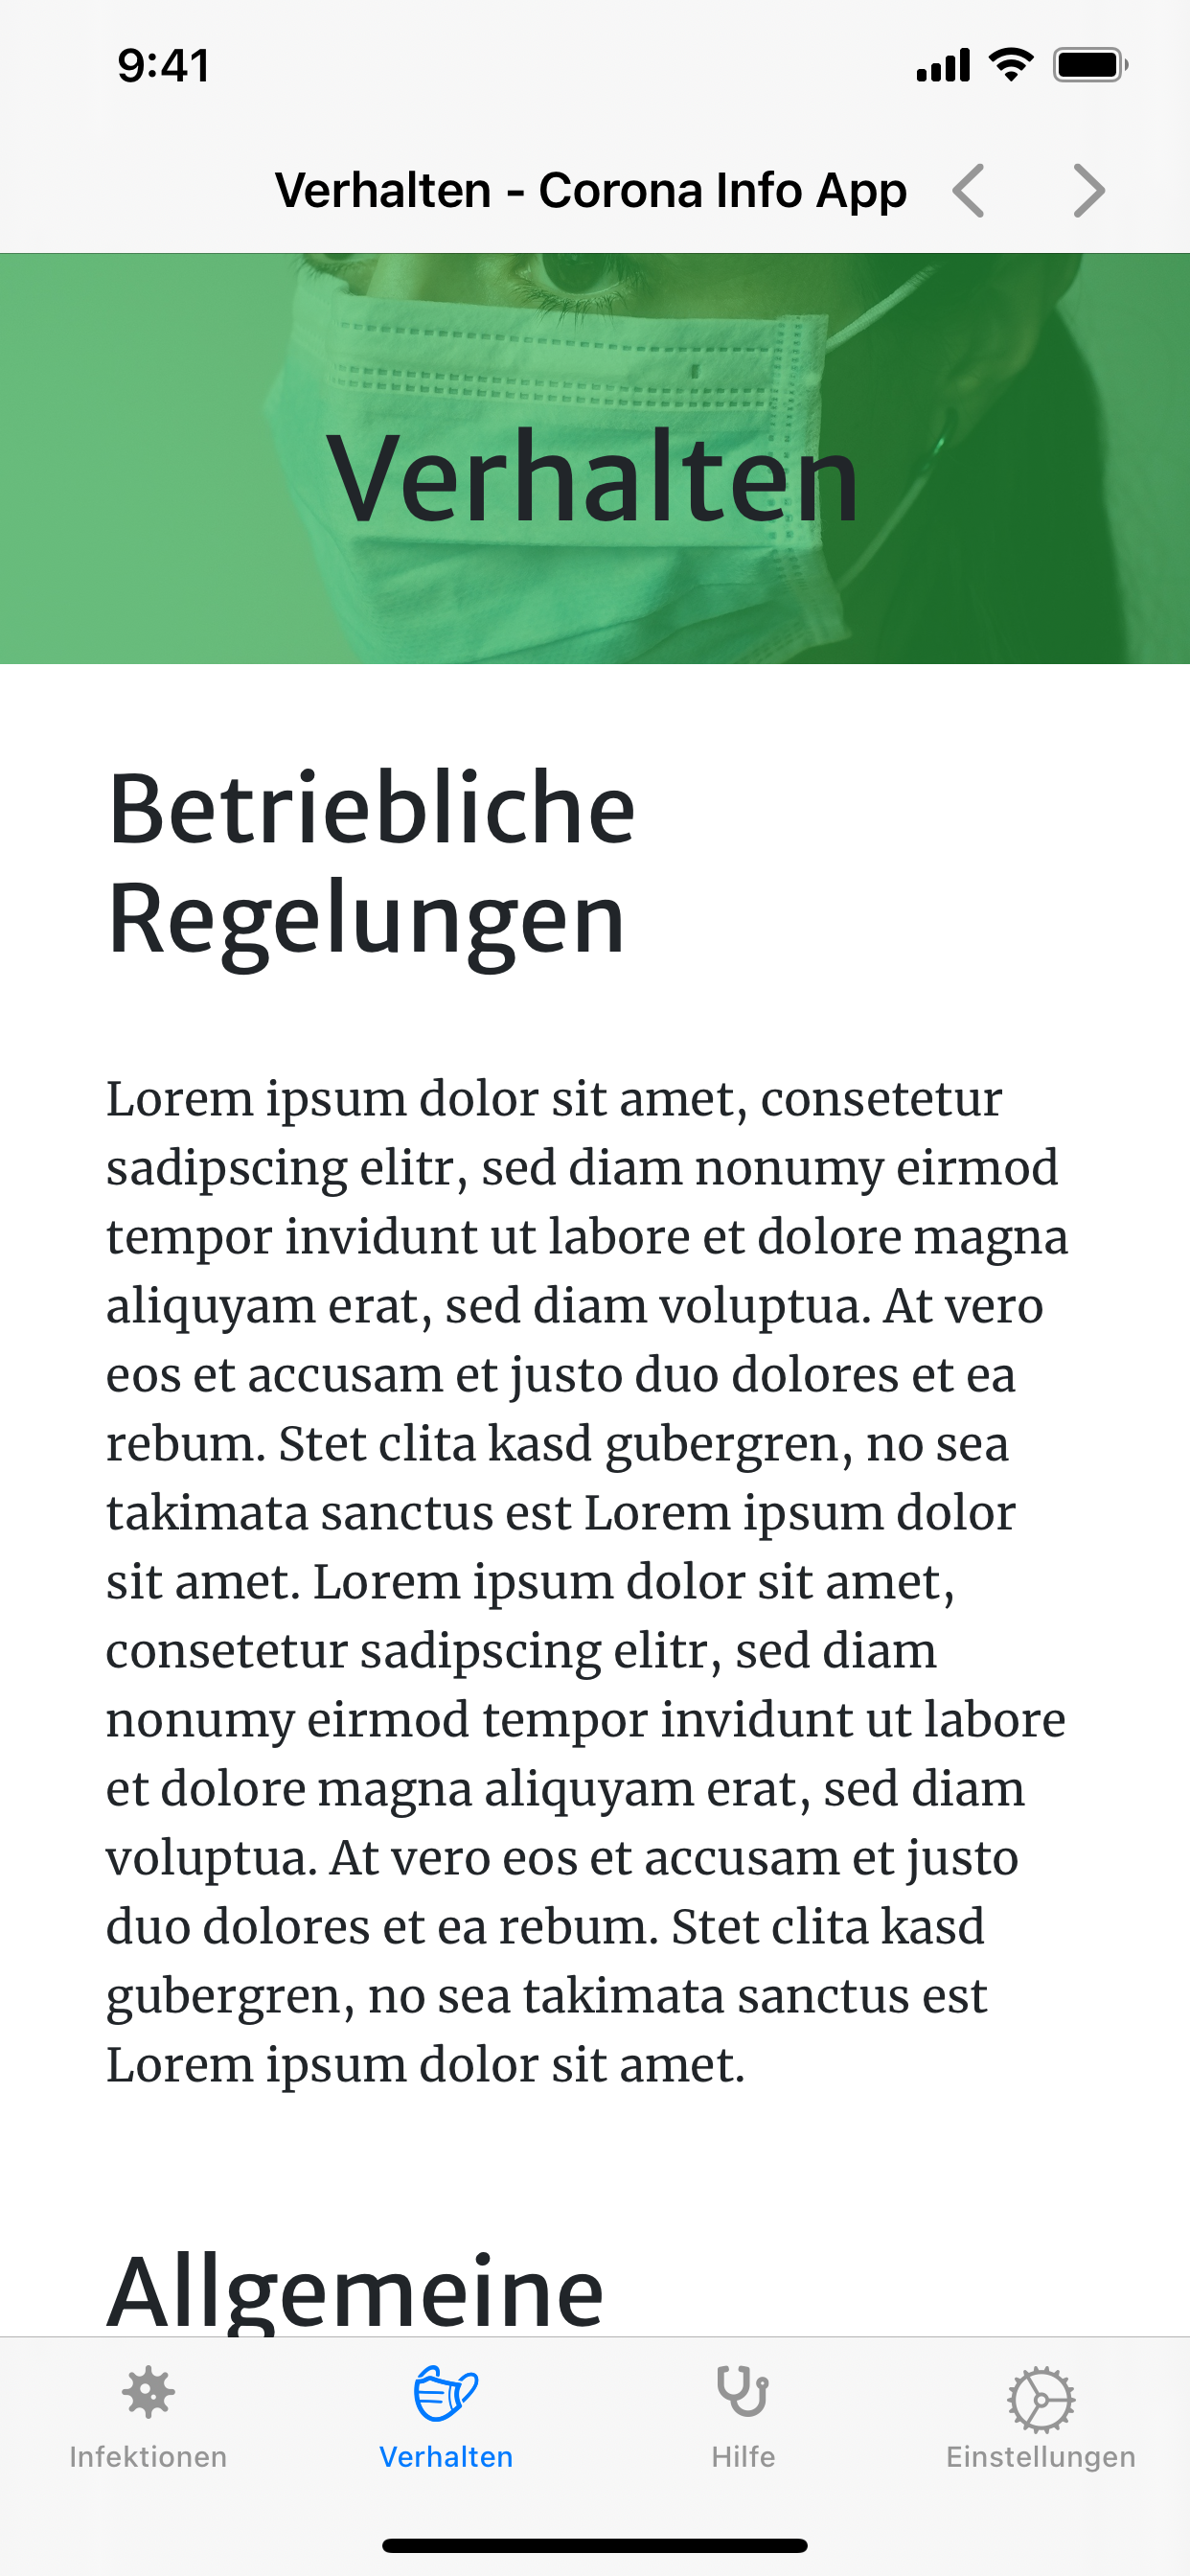 9:41
Verhalten - Corona Info App
Verhalten
Betriebliche
Regelungen
Lorem ipsum dolor sit amet, consetetur
sadipscing elitr, sed diam nonumy eirmod
tempor invidunt ut labore et dolore magna
aliquyam erat, sed diam voluptua. At vero
eos et accusam et justo duo dolores et ea
rebum. Stet clita kasd gubergren, no sea
takimata sanctus est Lorem ipsum dolor
sit amet. Lorem ipsum dolor sit amet,
consetetur sadipscing elitr, sed diam
nonumy eirmod tempor invidunt ut labore
et dolore magna aliquyam erat, sed diam
voluptua. At vero eos et accusam et justo
duo dolores et ea rebum. Stet clita kasd
gubergren, no sea takimata sanctus est
Lorem ipsum dolor sit amet.
Allgemeine
Infektionen
Verhalten
Hilfe
Einstellungen